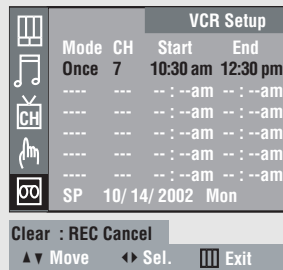 VCR Setup
Mode CH Start End
Once 7 10:30 am 12:30 pm
---- --- -- : --am -- : --am
---- --- -- : --am -- : --am
CH
---- --- -- : --am -- : --am
---- --- -- : --am -- : --am
---- --- -- : --am -- : --am
SP 10/ 14/ 2002 Mon
Clear : REC Cancel
▲▼ Move ◄► Sel. Exit